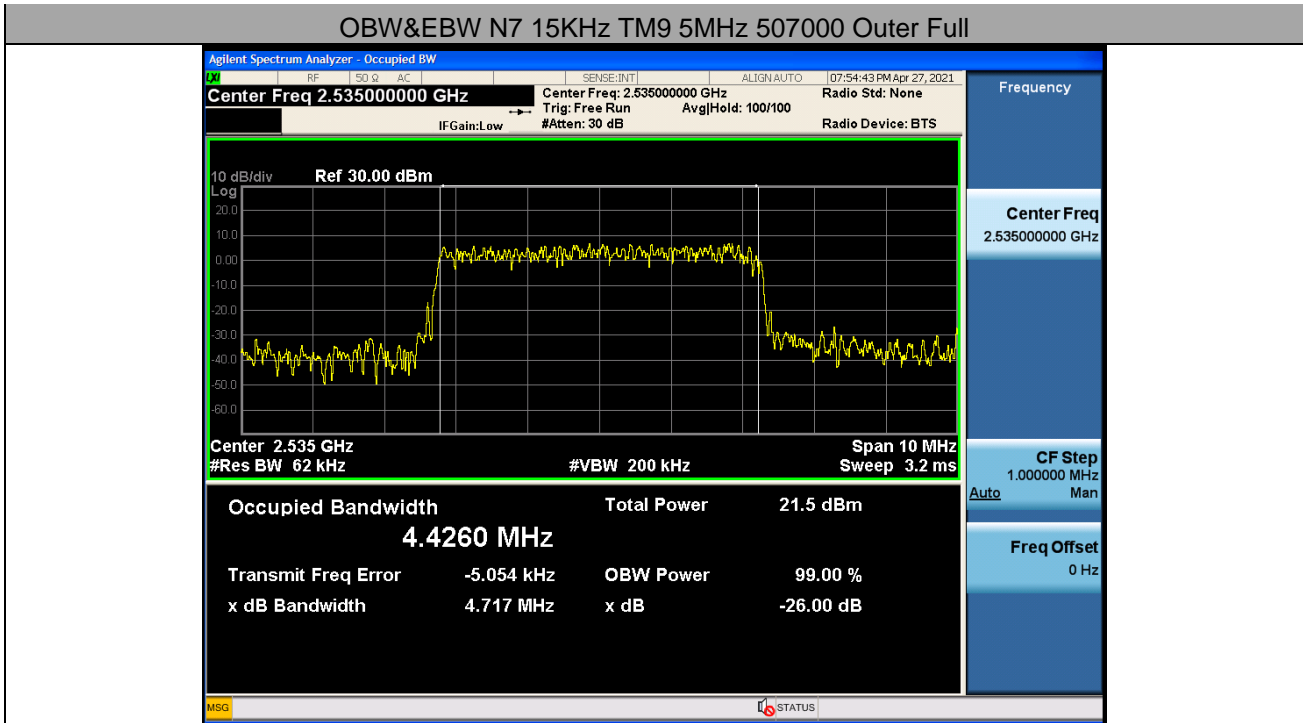 OBW&EBW N7 15KHz TM9 5MHz 507000 Outer Full
Agilent Spectrum Analyzer - Occupied BW
LXI RF 50 Ω AC SENSE:INT ALIGN AUTO 07:54:43 PM Apr 27, 2021
Center Freq 2.535000000 GHz
Center Freq: 2.535000000 GHz
Radio Std: None
Trig: Free Run Avg|Hold: 100/100
IFGain:Low
#Atten: 30 dB
Radio Device: BTS
10 dB/div Ref 30.00 dBm
Log
20.0
10.0
0.00
-10.0
-20.0
-30.0
-40.0
-50.0
-60.0
Center 2.535 GHz Span 10 MHz
#Res BW 62 kHz #VBW 200 kHz Sweep 3.2 ms
Occupied Bandwidth Total Power 21.5 dBm
4.4260 MHz
Transmit Freq Error -5.054 kHz OBW Power 99.00 %
x dB Bandwidth 4.717 MHz x dB -26.00 dB
Frequency
Center Freq
2.535000000 GHz
CF Step
1.000000 MHz
Auto Man
Freq Offset
0 Hz
MSG STATUS